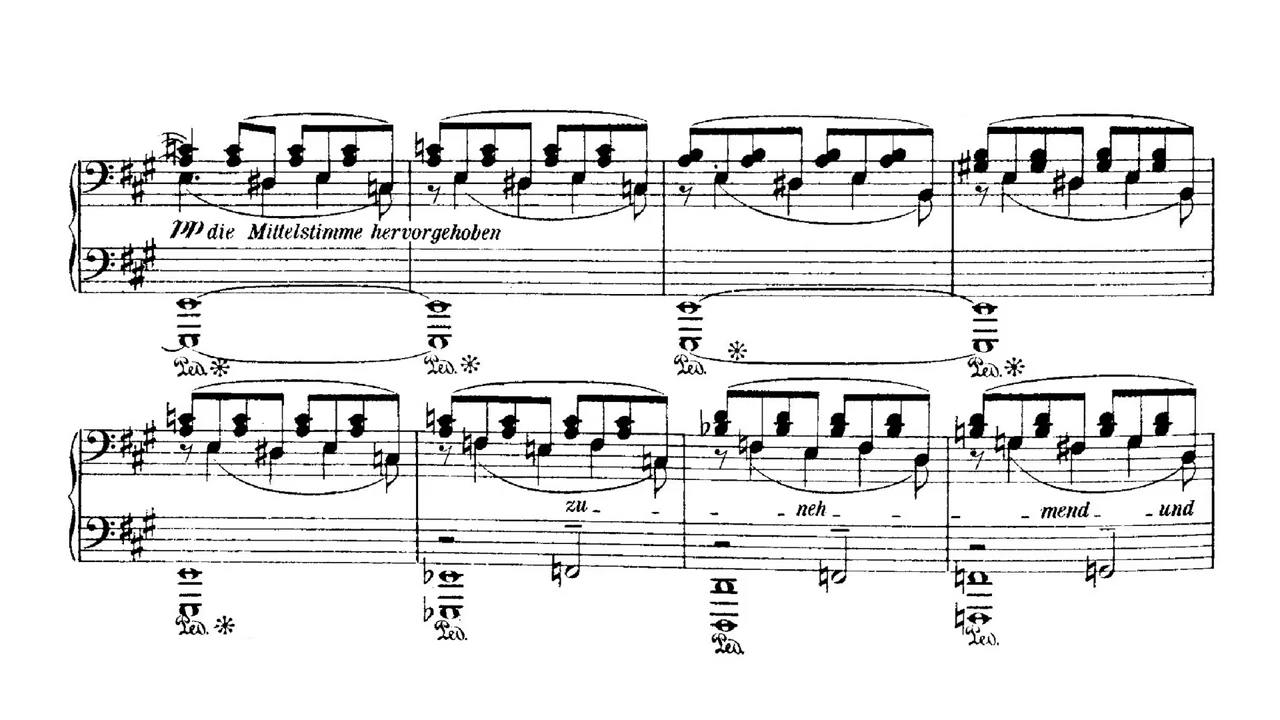 pp die Mittelstimme hervorgehoben
Ped. Ped. Ped. Ped.
zu - - - - neh - - - - mend - und
Ped. Ped. Ped. Ped.